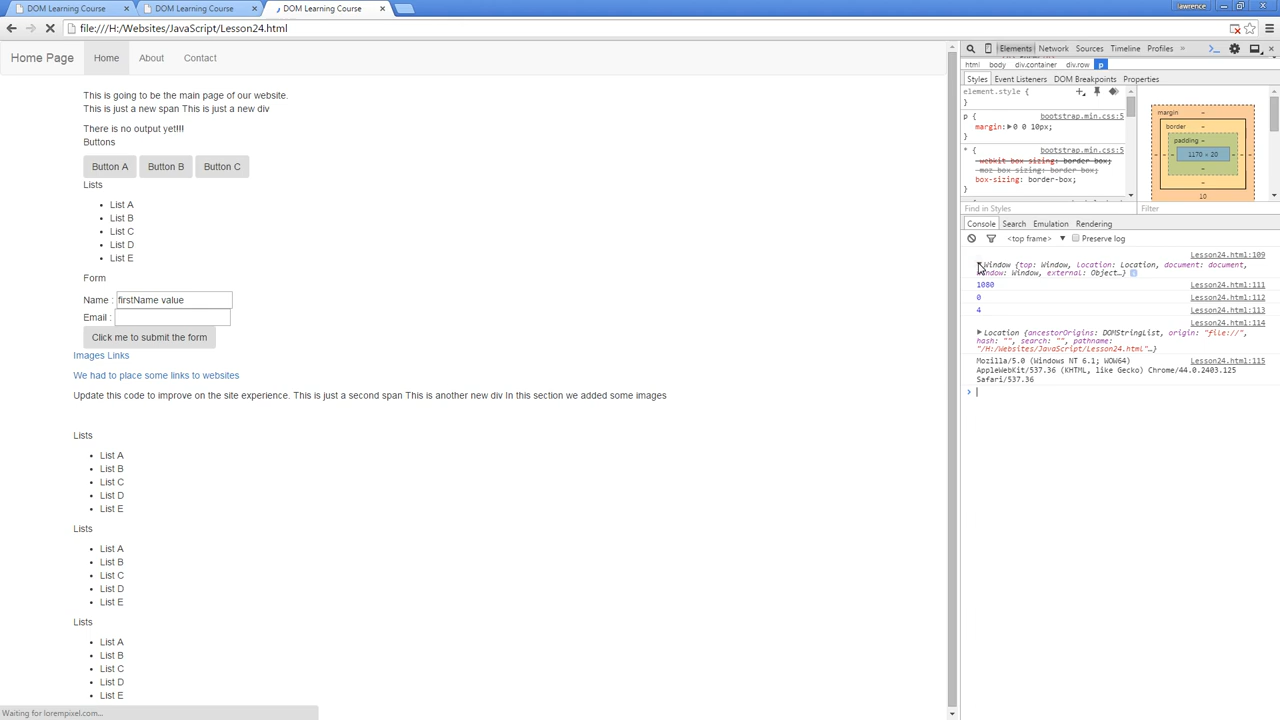 DOM Learning Course
DOM Learning Course
DOM Learning Course
lawrence
file:///H:/Websites/JavaScript/Lesson24.html
Home Page Home About Contact
This is going to be the main page of our website.
This is just a new span This is just a new div
There is no output yet!!!
Buttons
Button A Button B Button C
Lists
List A
List B
List C
List D
List E
Form
Name : firstName value
Email :
Click me to submit the form
Images Links
We had to place some links to websites
Update this code to improve on the site experience. This is just a second span This is another new div In this section we added some images
Lists
List A
List B
List C
List D
List E
Lists
List A
List B
List C
List D
List E
Lists
List A
List B
List C
List D
List E
Waiting for lorempixel.com...
Elements Network Sources Timeline Profiles »
html body div.container div.row p
Styles Event Listeners DOM Breakpoints Properties
element.style {
}
p { bootstrap.min.css:5
margin:▶0 0 10px;
}
* { bootstrap.min.css:5
-webkit-box-sizing: border-box;
-moz-box-sizing: border-box;
box-sizing: border-box;
}
Find in Styles
margin –
border –
padding –
– – – 1170 × 20 – – –
–
–
10
Filter
Console Search Emulation Rendering
<top frame> ▼ Preserve log
Lesson24.html:109
Window {top: Window, location: Location, document: document,
window: Window, external: Object…}
1080 Lesson24.html:111
0 Lesson24.html:112
4 Lesson24.html:113
Lesson24.html:114
▶ Location {ancestorOrigins: DOMStringList, origin: "file://",
hash: "", search: "", pathname:
"/H:/Websites/JavaScript/Lesson24.html"…}
Mozilla/5.0 (Windows NT 6.1; WOW64) Lesson24.html:115
AppleWebKit/537.36 (KHTML, like Gecko) Chrome/44.0.2403.125
Safari/537.36
>